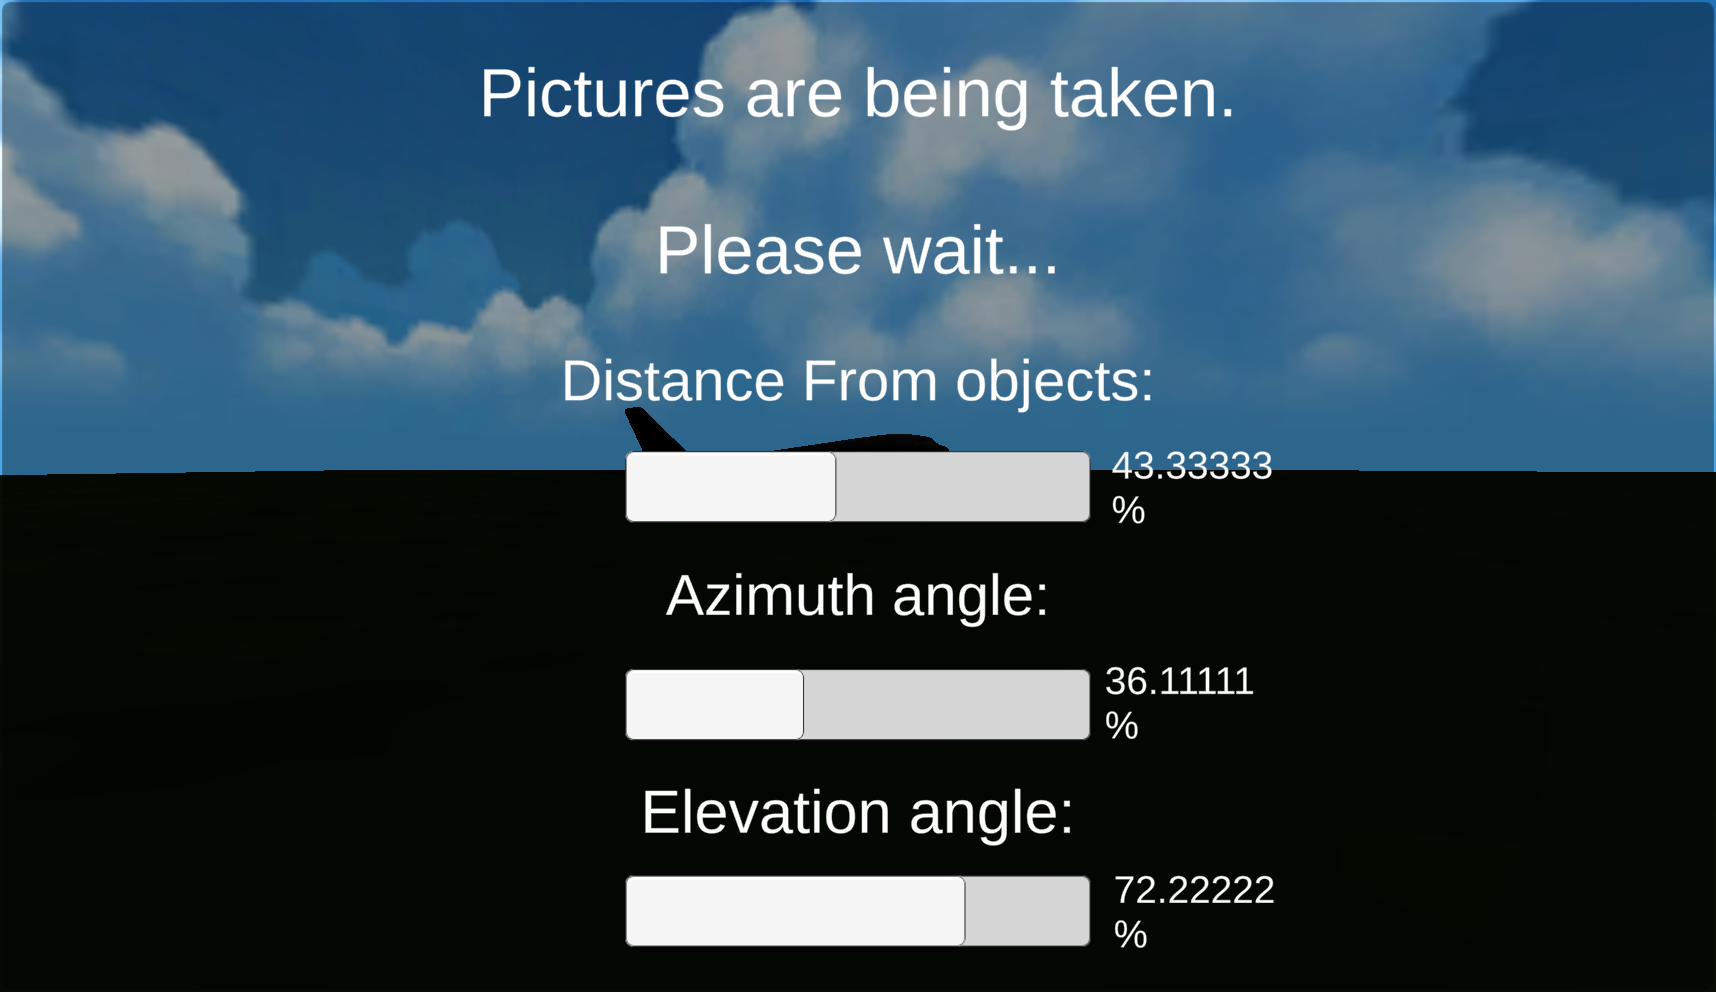 Pictures are being taken.
Please wait...
Distance From objects:
43.33333
%
Azimuth angle:
36.11111
%
Elevation angle:
72.22222
%